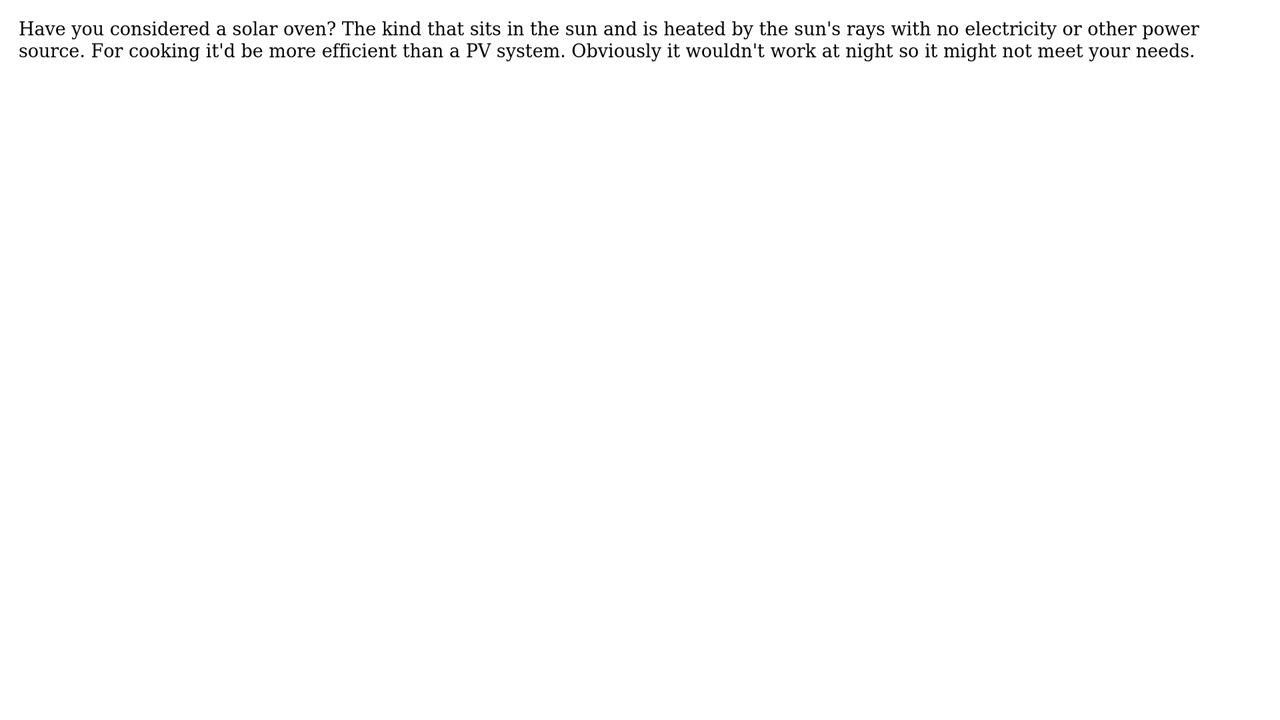 Have you considered a solar oven? The kind that sits in the sun and is heated by the sun's rays with no electricity or other power
source. For cooking it'd be more efficient than a PV system. Obviously it wouldn't work at night so it might not meet your needs.